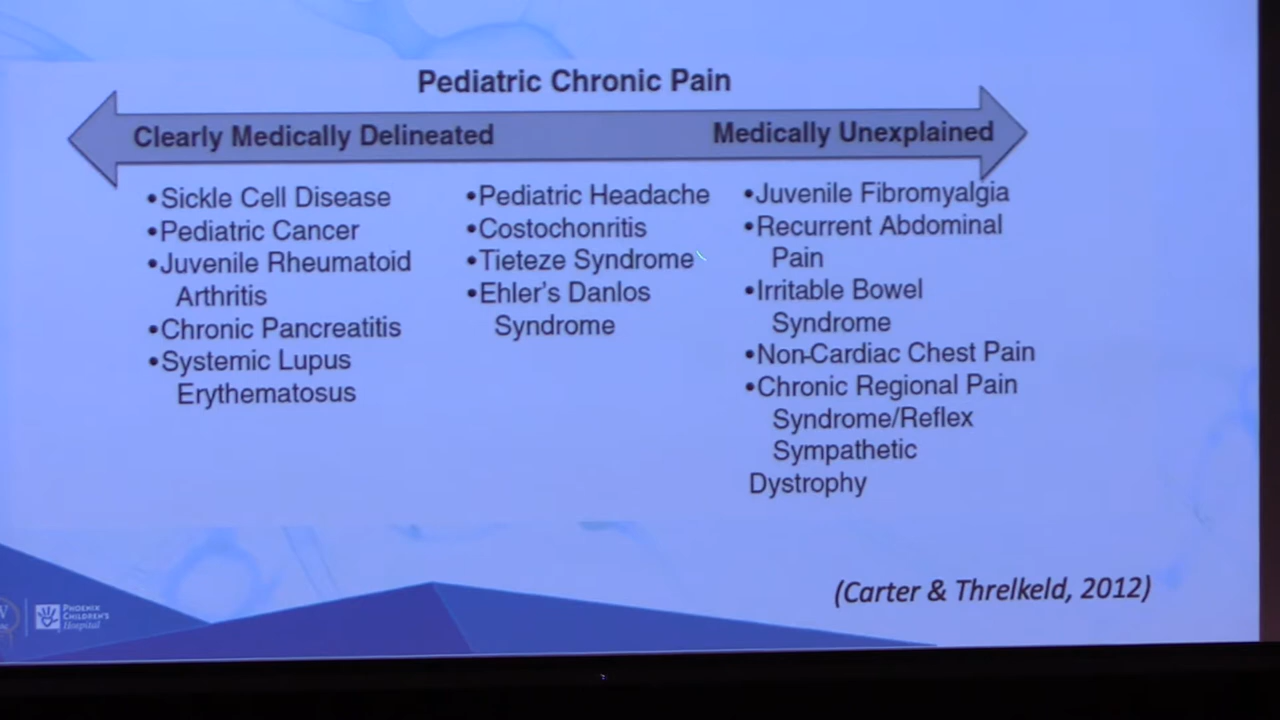 Pediatric Chronic Pain
Clearly Medically Delineated
Medically Unexplained
•Sickle Cell Disease
•Pediatric Cancer
•Juvenile Rheumatoid
Arthritis
•Chronic Pancreatitis
•Systemic Lupus
Erythematosus
•Pediatric Headache
•Costochonritis
•Tieteze Syndrome
•Ehler's Danlos
Syndrome
•Juvenile Fibromyalgia
•Recurrent Abdominal
Pain
•Irritable Bowel
Syndrome
•Non-Cardiac Chest Pain
•Chronic Regional Pain
Syndrome/Reflex
Sympathetic
Dystrophy
(Carter & Threlkeld, 2012)
PHOENIX
CHILDREN'S
Hospital